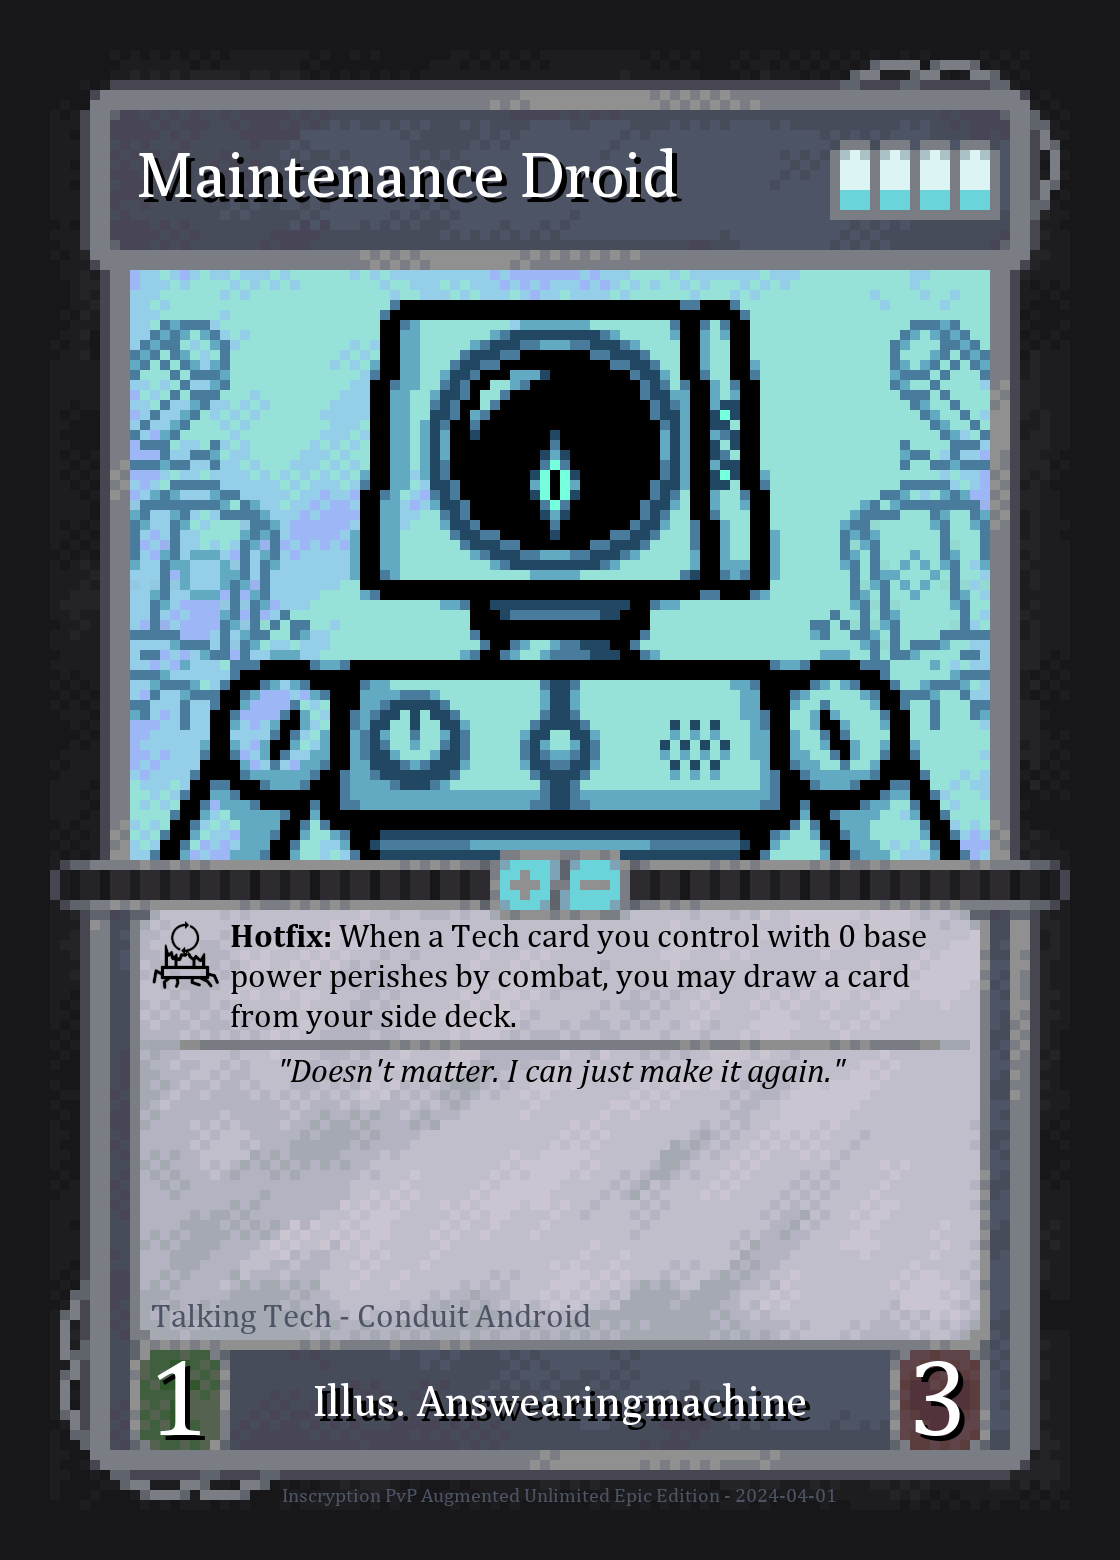 Maintenance Droid
+ / -
Hotfix: When a Tech card you control with 0 base
power perishes by combat, you may draw a card
from your side deck.
"Doesn't matter. I can just make it again."
Talking Tech - Conduit Android
1
Illus. Answearingmachine
3
Inscryption PvP Augmented Unlimited Epic Edition - 2024-04-01